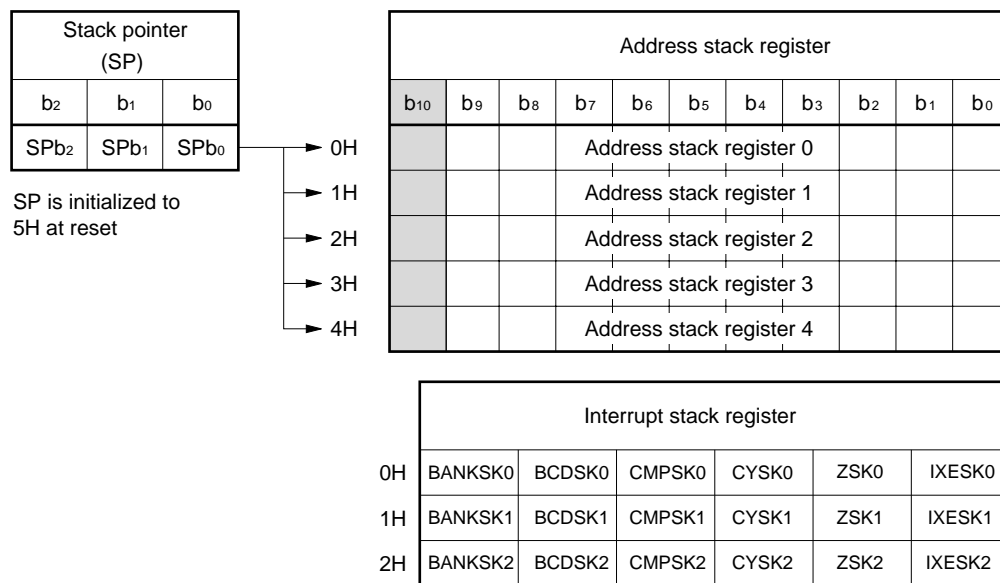 Stack pointer
(SP)
b2 b1 b0
SPb2 SPb1 SPb0
SP is initialized to
5H at reset
Address stack register
b10 b9 b8 b7 b6 b5 b4 b3 b2 b1 b0
0H Address stack register 0
1H Address stack register 1
2H Address stack register 2
3H Address stack register 3
4H Address stack register 4
Interrupt stack register
0H BANKSK0 BCDSK0 CMPSK0 CYSK0 ZSK0 IXESK0
1H BANKSK1 BCDSK1 CMPSK1 CYSK1 ZSK1 IXESK1
2H BANKSK2 BCDSK2 CMPSK2 CYSK2 ZSK2 IXESK2